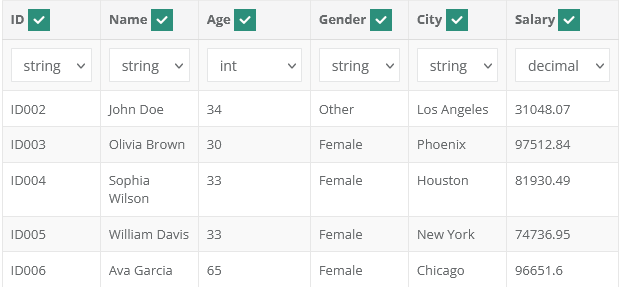 ID Name Age Gender City Salary
string string int string string decimal
ID002 John Doe 34 Other Los Angeles 31048.07
ID003 Olivia Brown 30 Female Phoenix 97512.84
ID004 Sophia 33 Female Houston 81930.49
Wilson
ID005 William Davis 33 Female New York 74736.95
ID006 Ava Garcia 65 Female Chicago 96651.6